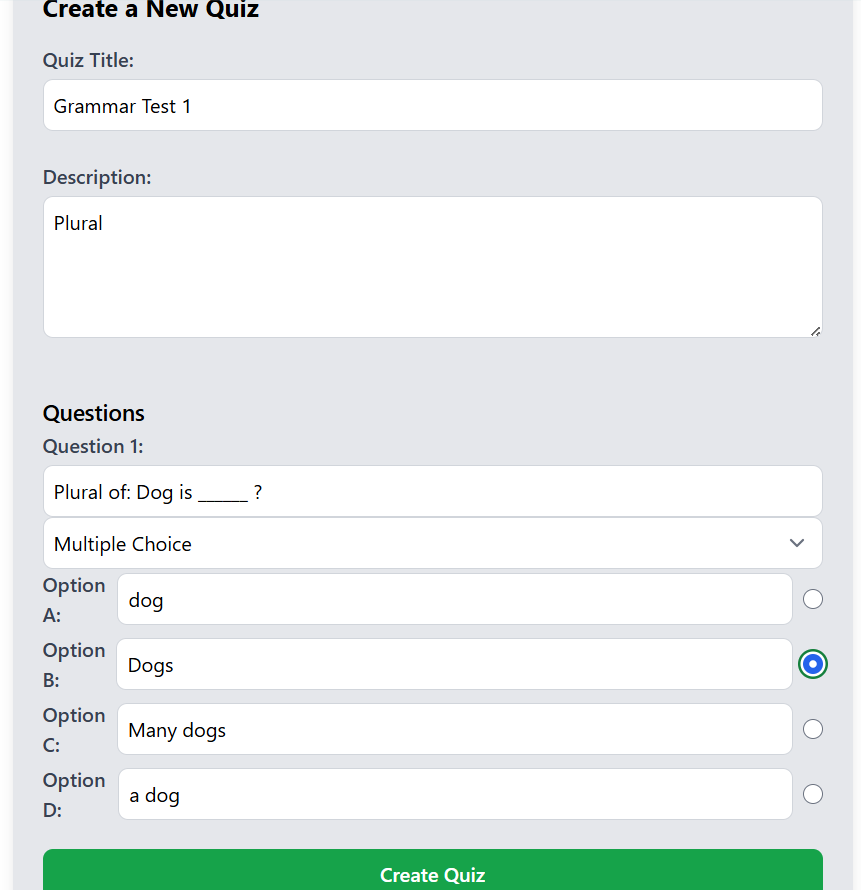 Create a New Quiz
Quiz Title:
Grammar Test 1
Description:
Plural
Questions
Question 1:
Plural of: Dog is _____ ?
Multiple Choice
Option
A:
dog
Option
B:
Dogs
Option
C:
Many dogs
Option
D:
a dog
Create Quiz